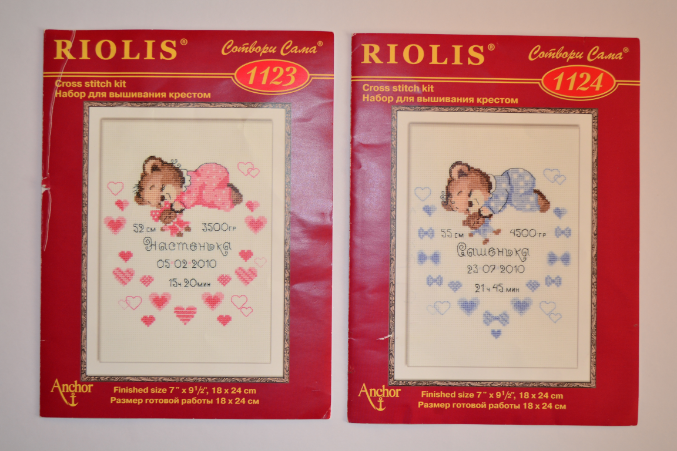 RIOLIS®
Сотвори Сама®
1123
Cross stitch kit
Набор для вышивания крестом
52 см 3500гр
Настенька
05·02·2010
15ч 20мин
Anchor
Finished size 7" x 9½", 18 x 24 cm
Размер готовой работы 18 x 24 см
RIOLIS®
Сотвори Сама®
1124
Cross stitch kit
Набор для вышивания крестом
55 см 4500гр
Сашенька
23·07·2010
21ч 45 мин
Anchor
Finished size 7" x 9½", 18 x 24 cm
Размер готовой работы 18 x 24 см